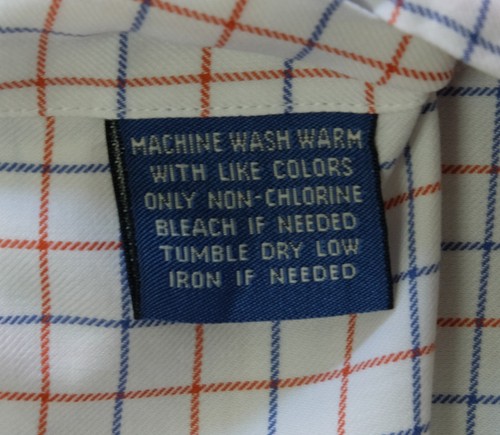 MACHINE WASH WARM
WITH LIKE COLORS
ONLY NON-CHLORINE
BLEACH IF NEEDED
TUMBLE DRY LOW
IRON IF NEEDED